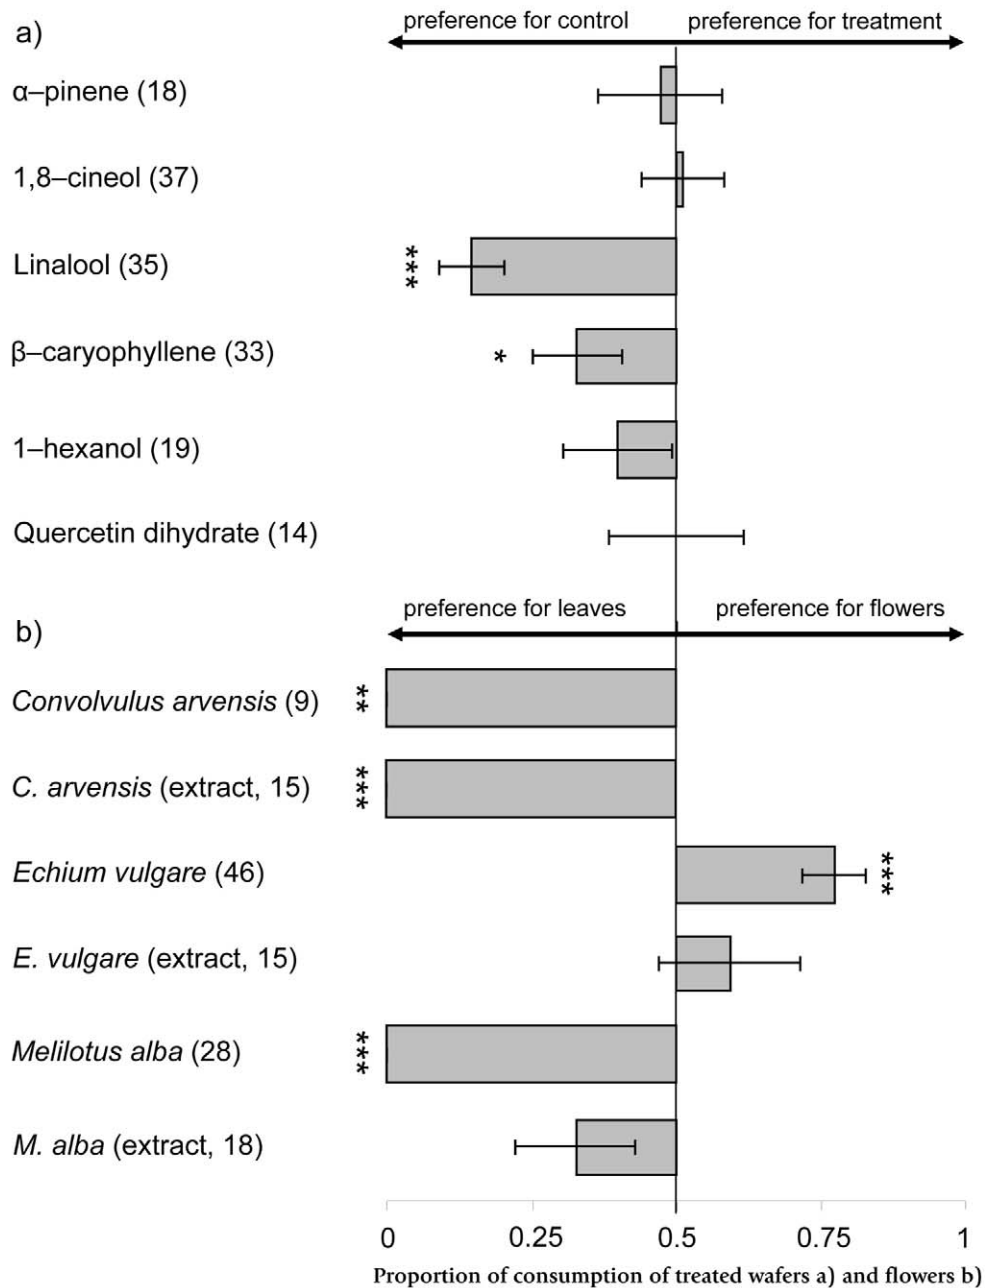 a)
preference for control
preference for treatment
α–pinene (18)
1,8–cineol (37)
Linalool (35)
***
β–caryophyllene (33)
*
1–hexanol (19)
Quercetin dihydrate (14)
b)
preference for leaves
preference for flowers
Convolvulus arvensis (9)
**
C. arvensis (extract, 15)
***
Echium vulgare (46)
***
E. vulgare (extract, 15)
Melilotus alba (28)
***
M. alba (extract, 18)
0 0.25 0.5 0.75 1
Proportion of consumption of treated wafers a) and flowers b)